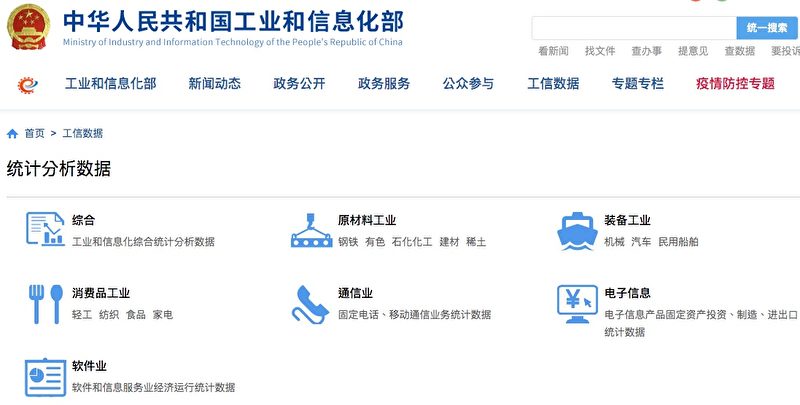 中华人民共和国工业和信息化部
Ministry of Industry and Information Technology of the People's Republic of China
统一搜索
看新闻 找文件 查办事 提意见 查数据 要投诉
工业和信息化部 新闻动态 政务公开 政务服务 公众参与 工信数据 专题专栏 疫情防控专题
首页 > 工信数据
统计分析数据
综合
工业和信息化综合统计分析数据
原材料工业
钢铁 有色 石化化工 建材 稀土
装备工业
机械 汽车 民用船舶
消费品工业
轻工 纺织 食品 家电
通信业
固定电话、移动通信业务统计数据
电子信息
电子信息产品固定资产投资、制造、进出口
统计数据
软件业
软件和信息服务业经济运行统计数据